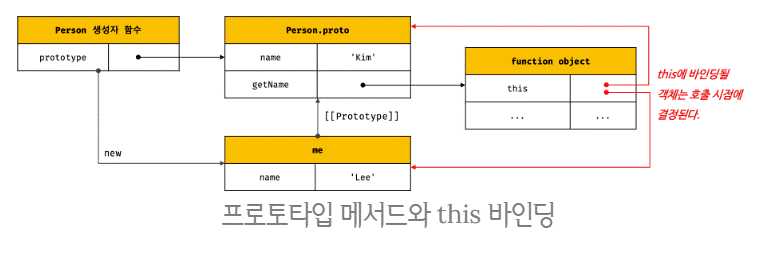 Person 생성자 함수
prototype
Person.proto
name 'Kim'
getName
function object
this
... ...
this에 바인딩될
객체는 호출 시점에
결정된다.
[[Prototype]]
new
me
name 'Lee'
프로토타입 메서드와 this 바인딩